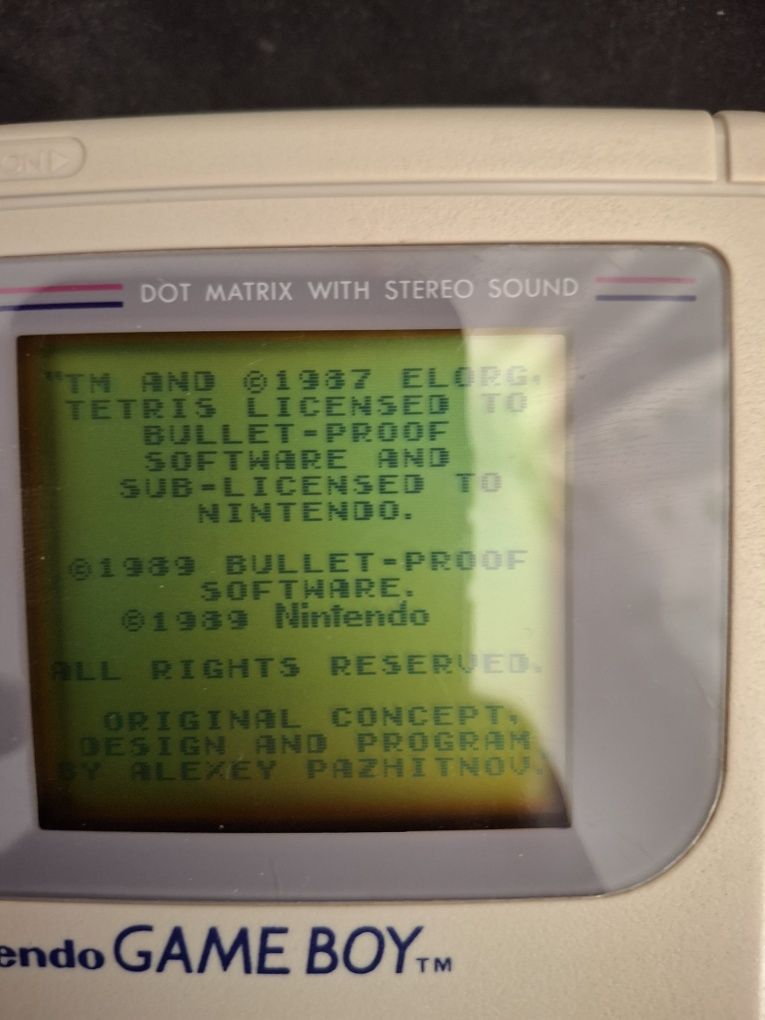 DOT MATRIX WITH STEREO SOUND
"TM AND ©1987 ELORG.
TETRIS LICENSED TO
BULLET-PROOF
SOFTWARE AND
SUB-LICENSED TO
NINTENDO.
©1989 BULLET-PROOF
SOFTWARE.
©1989 Nintendo
ALL RIGHTS RESERVED.
ORIGINAL CONCEPT,
DESIGN AND PROGRAM
BY ALEXEY PAZHITNOV.
endo GAME BOY TM